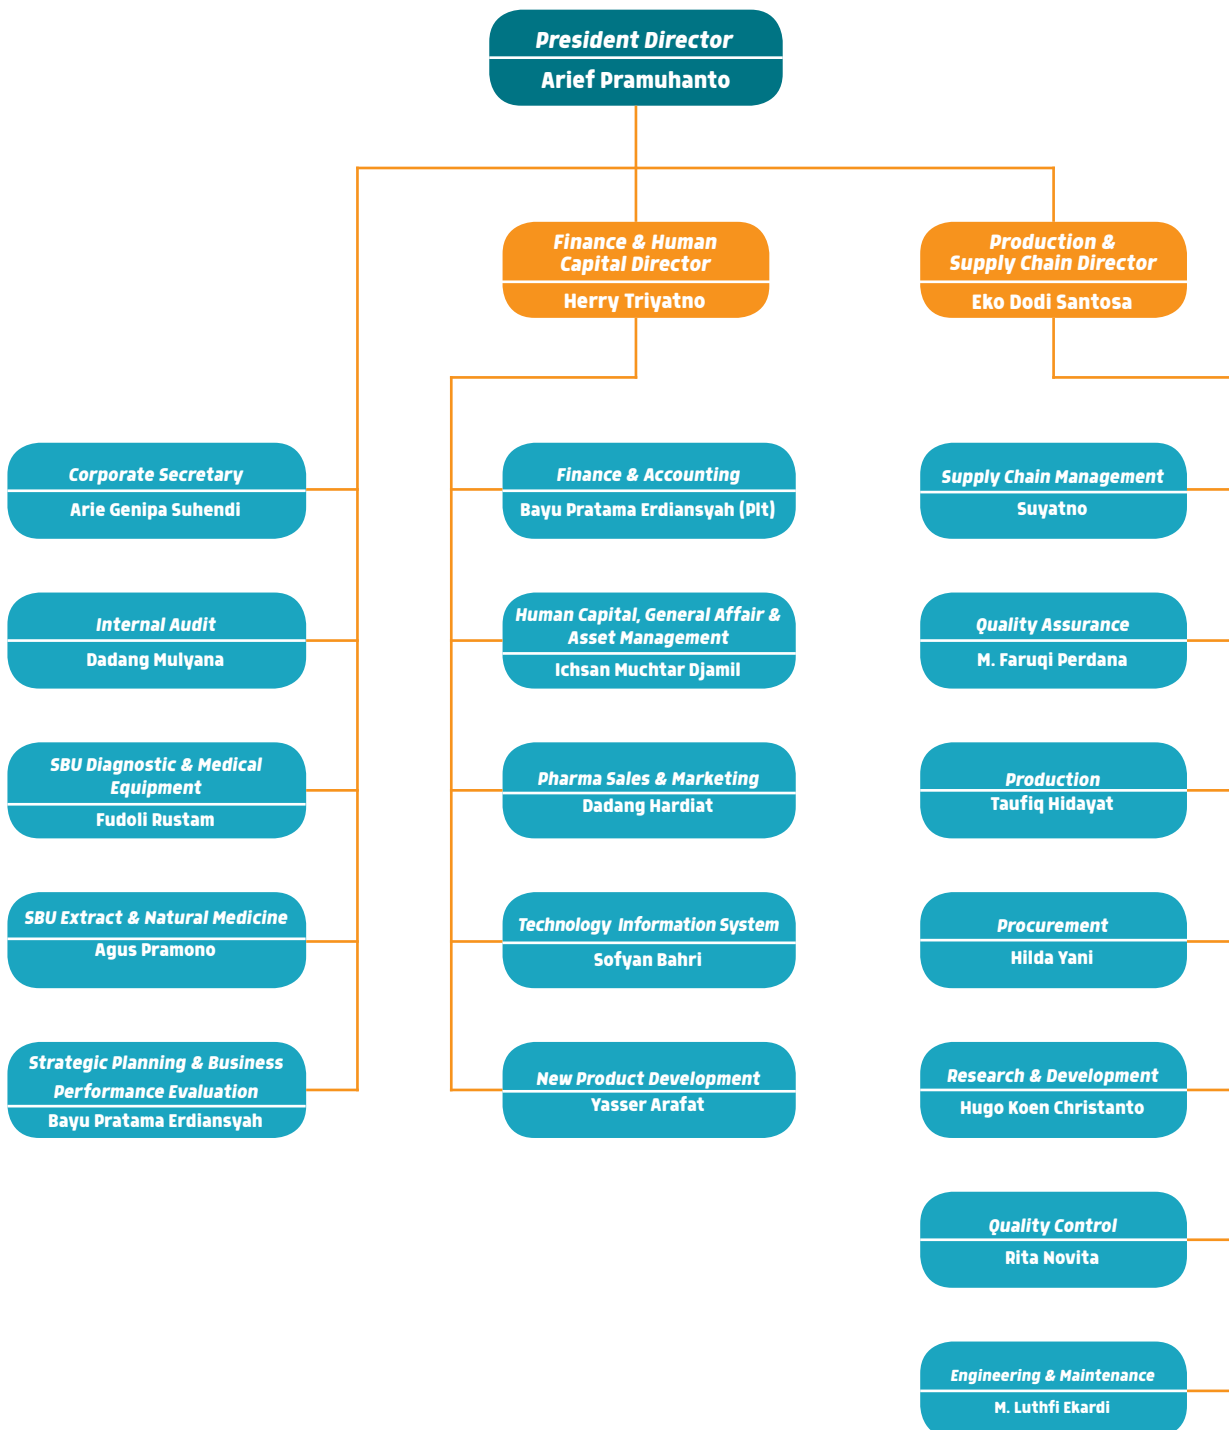 President Director
Arief Pramuhanto
Finance & Human
Capital Director
Herry Triyatno
Production &
Supply Chain Director
Eko Dodi Santosa
Corporate Secretary
Arie Genipa Suhendi
Internal Audit
Dadang Mulyana
SBU Diagnostic & Medical
Equipment
Fudoli Rustam
SBU Extract & Natural Medicine
Agus Pramono
Strategic Planning & Business
Performance Evaluation
Bayu Pratama Erdiansyah
Finance & Accounting
Bayu Pratama Erdiansyah (Plt)
Human Capital, General Affair &
Asset Management
Ichsan Muchtar Djamil
Pharma Sales & Marketing
Dadang Hardiat
Technology Information System
Sofyan Bahri
New Product Development
Yasser Arafat
Supply Chain Management
Suyatno
Quality Assurance
M. Faruqi Perdana
Production
Taufiq Hidayat
Procurement
Hilda Yani
Research & Development
Hugo Koen Christanto
Quality Control
Rita Novita
Engineering & Maintenance
M. Luthfi Ekardi